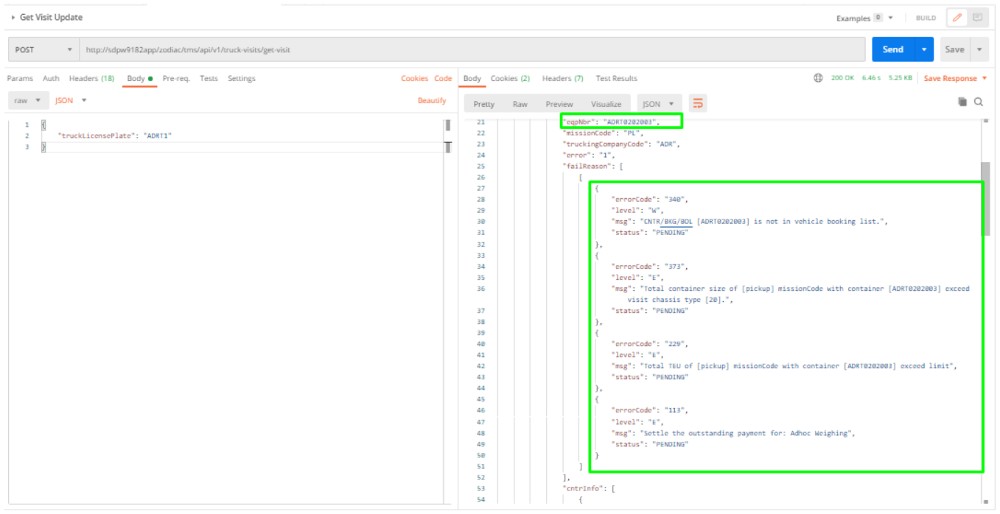 Get Visit Update
Examples 0 BUILD
POST http://sdpw9182app/zodiac/tms/api/v1/truck-visits/get-visit Send Save
Params Auth Headers (18) Body Pre-req. Tests Settings Cookies Code
raw JSON Beautify
1 {
2 "truckLicensePlate": "ADRT1"
3 }
Body Cookies (2) Headers (7) Test Results 200 OK 6.46 s 5.25 KB Save Response
Pretty Raw Preview Visualize JSON
21 "eqpNbr": "ADRT0202003",
22 "missionCode": "PL",
23 "truckingCompanyCode": "ADR",
24 "error": "1",
25 "failReason": [
26 [
27 {
28 "errorCode": "340",
29 "level": "W",
30 "msg": "CNTR/BKG/BOL [ADRT0202003] is not in vehicle booking list.",
31 "status": "PENDING"
32 },
33 {
34 "errorCode": "373",
35 "level": "E",
36 "msg": "Total container size of [pickup] missionCode with container [ADRT0202003] exceed
visit chassis type [20].",
37 "status": "PENDING"
38 },
39 {
40 "errorCode": "229",
41 "level": "E",
42 "msg": "Total TEU of [pickup] missionCode with container [ADRT0202003] exceed limit",
43 "status": "PENDING"
44 },
45 {
46 "errorCode": "113",
47 "level": "E",
48 "msg": "Settle the outstanding payment for: Adhoc Weighing",
49 "status": "PENDING"
50 }
51 ]
52 ],
53 "cntrInfo": [
54 {